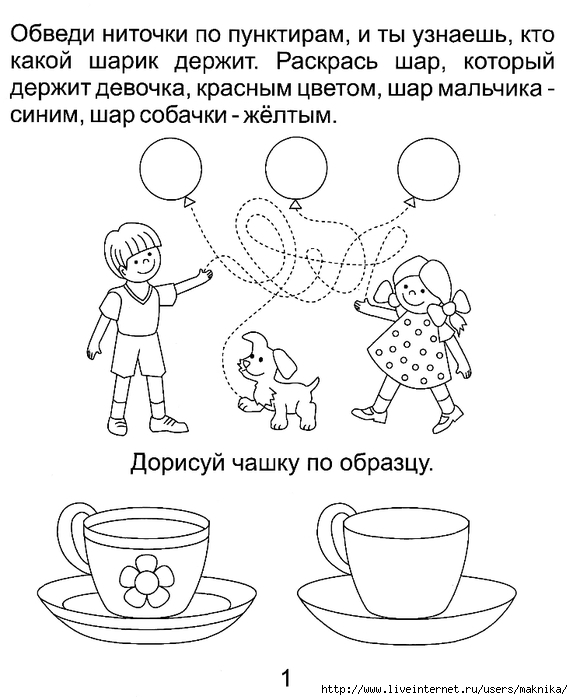 Обведи ниточки по пунктирам, и ты узнаешь, кто
какой шарик держит. Раскрась шар, который
держит девочка, красным цветом, шар мальчика -
синим, шар собачки - жёлтым.
Дорисуй чашку по образцу.
1
http://www.liveinternet.ru/users/maknika/